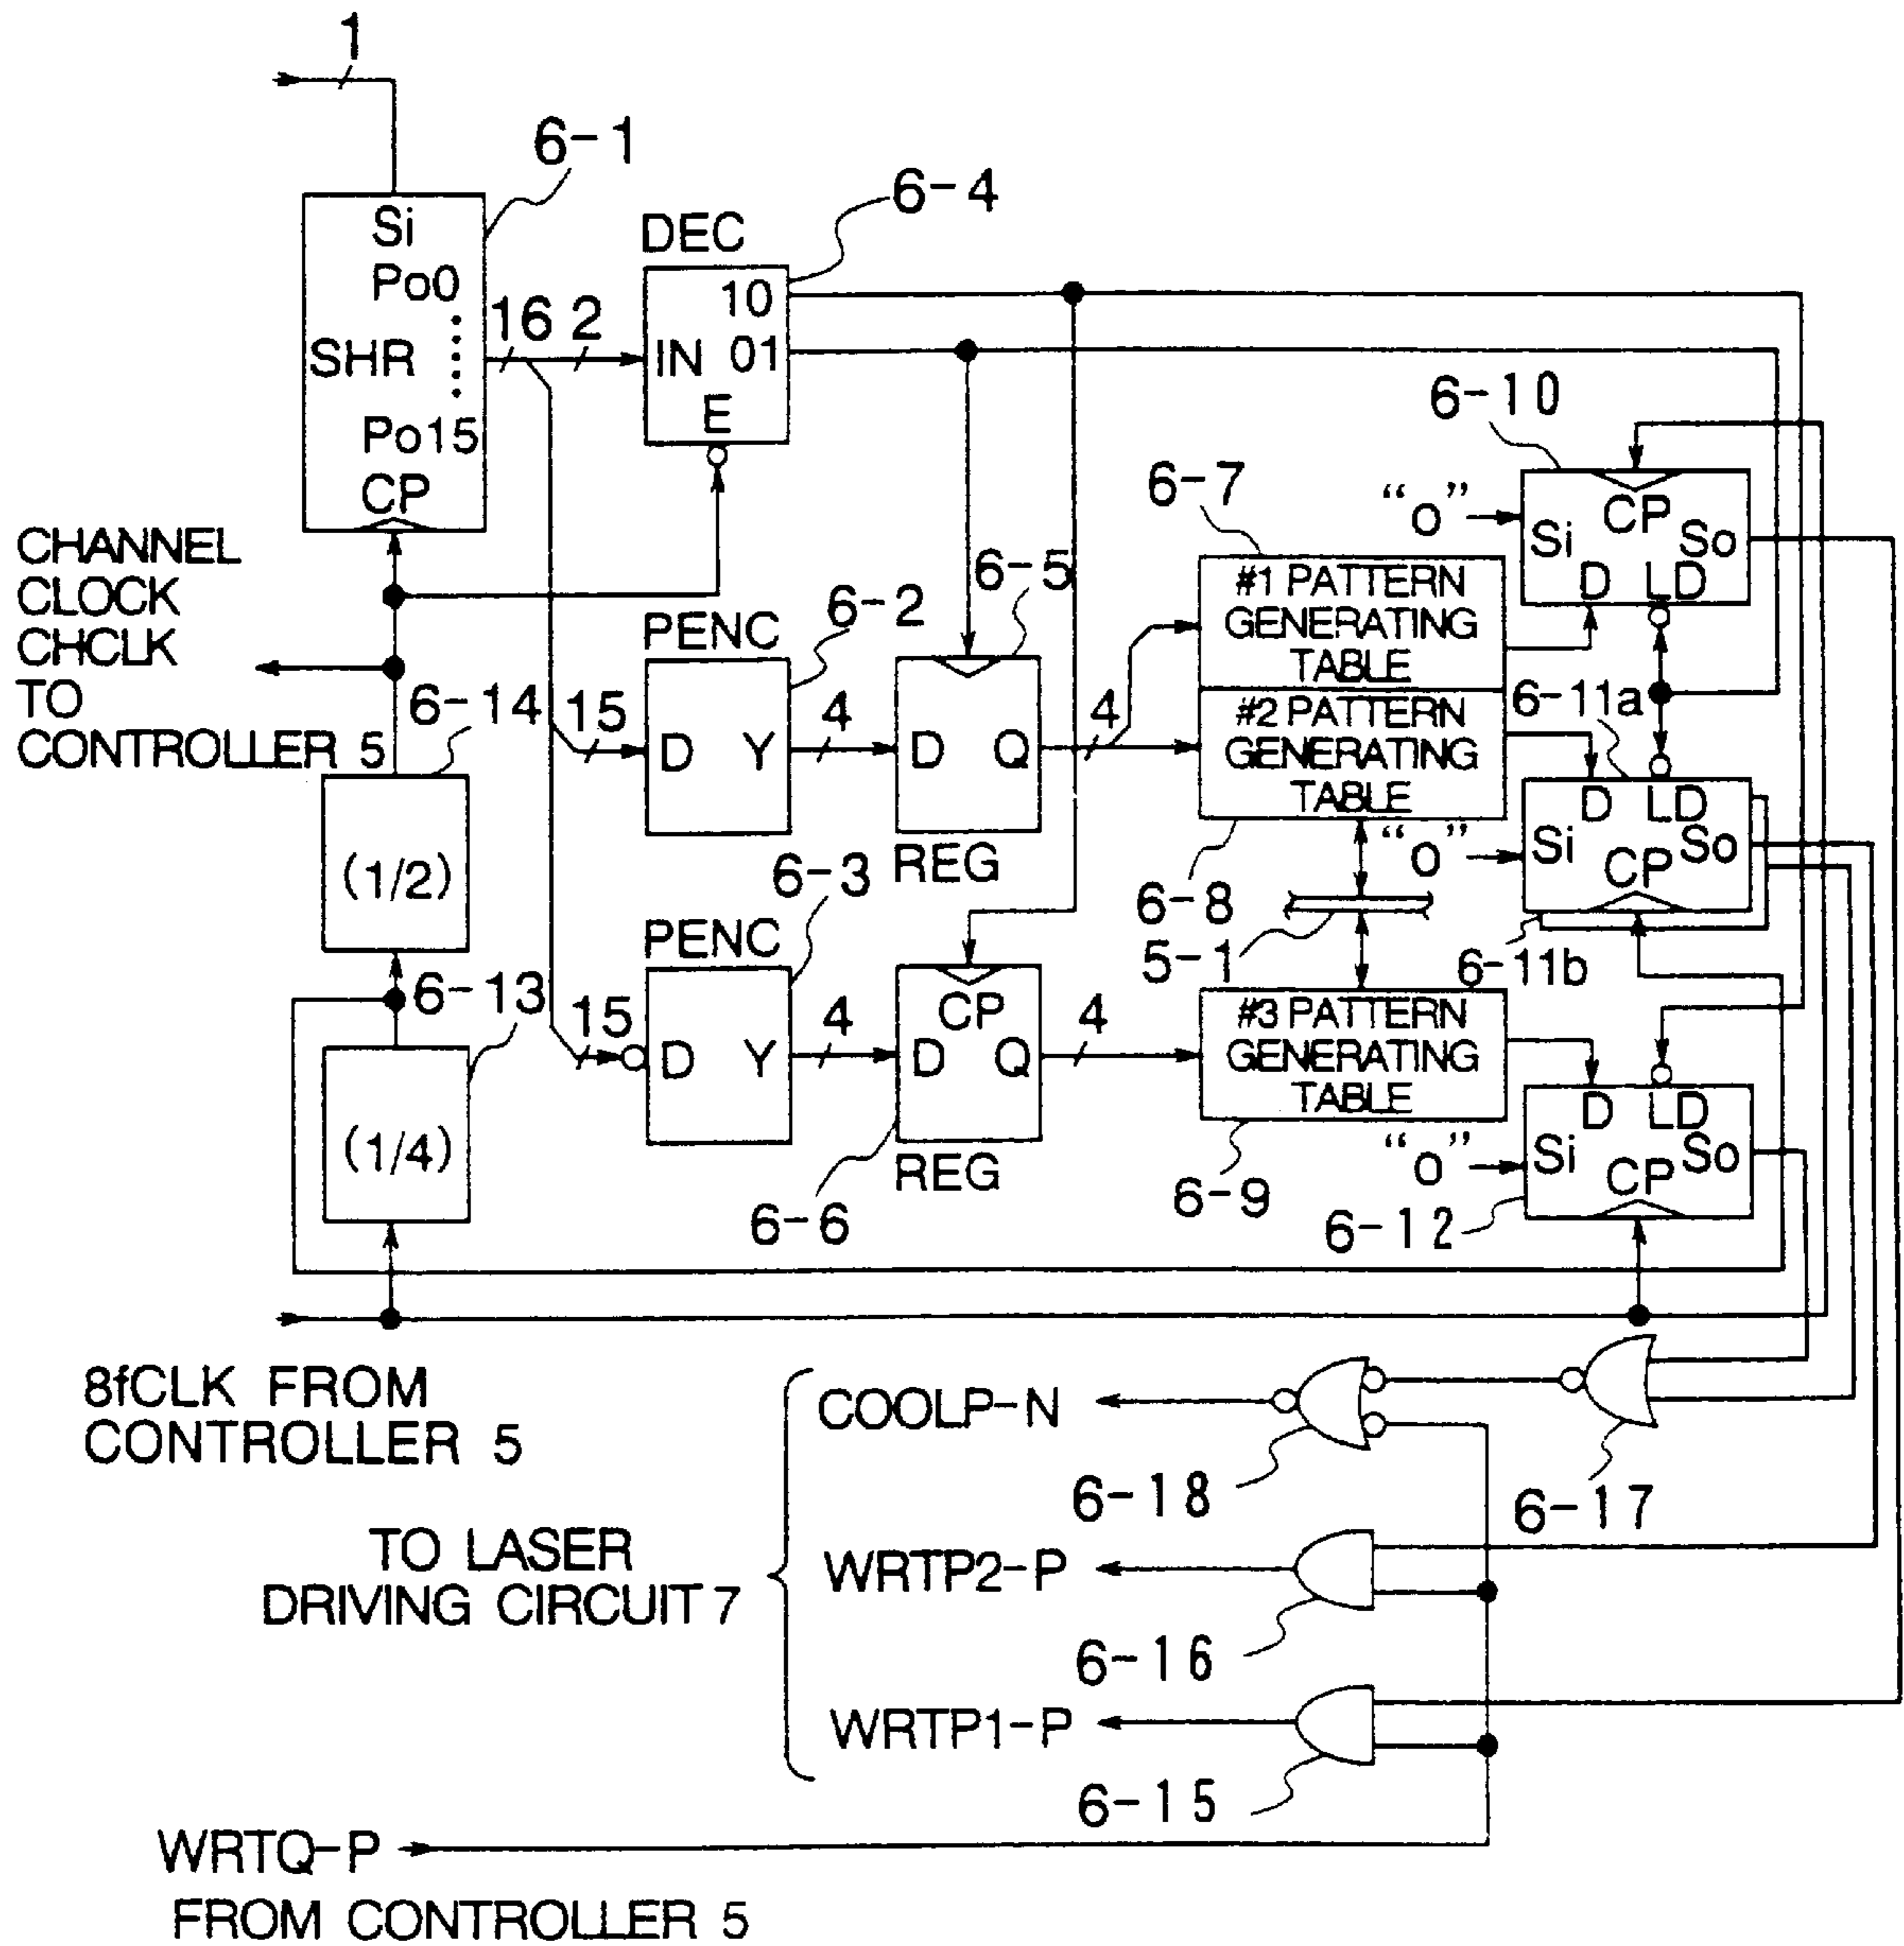 1
6-1
6-4
Si
Po0
SHR
Po15
CP
16
2
DEC
10
IN 01
E
6-10
"0"
CP
Si So
D LD
6-7
#1 PATTERN
GENERATING
TABLE
CHANNEL
CLOCK
CHCLK
TO
CONTROLLER 5
6-5
6-2
PENC
15
D Y
4
D Q
REG
4
#2 PATTERN
GENERATING
TABLE
6-11a
6-14
(1/2)
6-8
"0"
D LD
Si So
CP
6-11b
5-1
6-3
PENC
15
D Y
4
CP
D Q
REG
6-6
4
#3 PATTERN
GENERATING
TABLE
6-9
6-13
(1/4)
"0"
D LD
Si So
CP
6-12
8fCLK FROM
CONTROLLER 5
COOLP-N
6-18
6-17
TO LASER
DRIVING CIRCUIT 7
WRTP2-P
6-16
WRTP1-P
6-15
WRTQ-P
FROM CONTROLLER 5